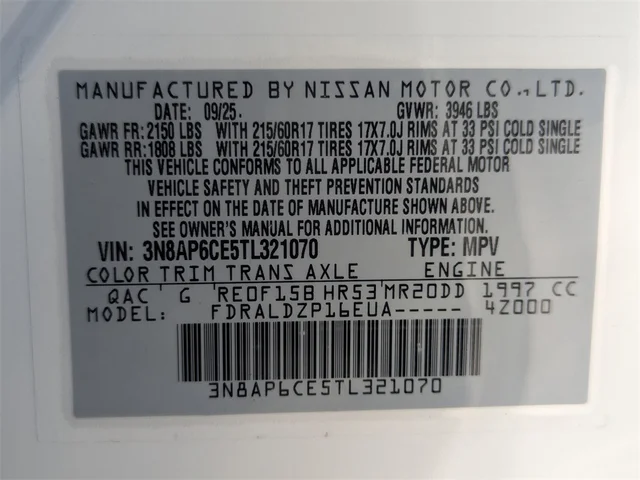 MANUFACTURED BY NISSAN MOTOR CO., LTD.
DATE: 09/25. GVWR: 3946 LBS
GAWR FR: 2150 LBS WITH 215/60R17 TIRES 17X7.0J RIMS AT 33 PSI COLD SINGLE
GAWR RR: 1808 LBS WITH 215/60R17 TIRES 17X7.0J RIMS AT 33 PSI COLD SINGLE
THIS VEHICLE CONFORMS TO ALL APPLICABLE FEDERAL MOTOR
VEHICLE SAFETY AND THEFT PREVENTION STANDARDS
IN EFFECT ON THE DATE OF MANUFACTURE SHOWN ABOVE.
SEE OWNER'S MANUAL FOR ADDITIONAL INFORMATION.
VIN: 3N8AP6CE5TL321070 TYPE: MPV
COLOR TRIM TRANS AXLE ENGINE
QAC G RE0F15B HR53 MR20DD 1997 CC
MODEL: FDRALDZP16EUA----- 4Z000
3N8AP6CE5TL321070